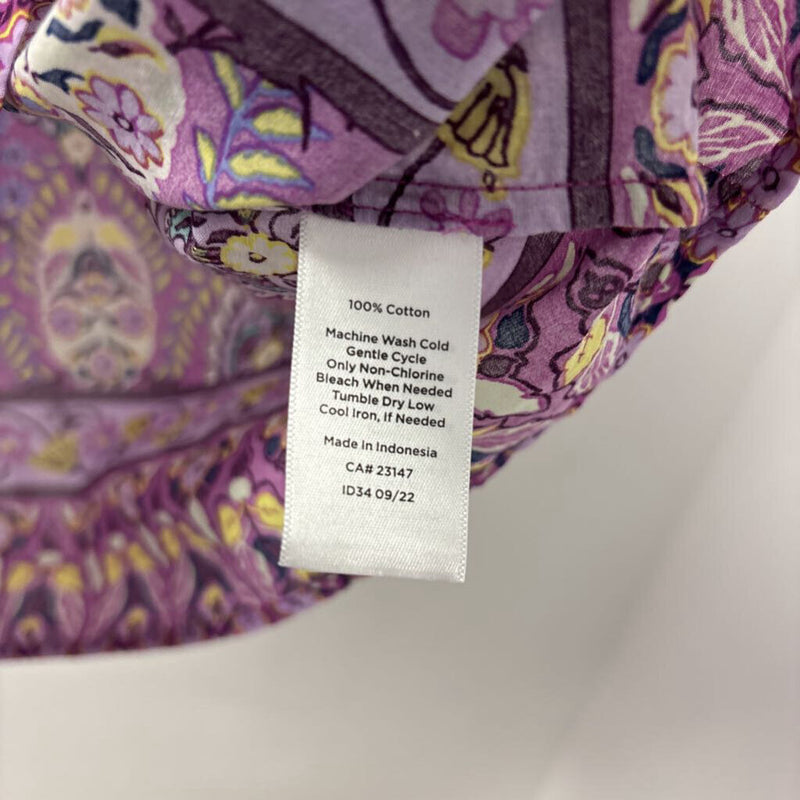 100% Cotton
Machine Wash Cold
Gentle Cycle
Only Non-Chlorine
Bleach When Needed
Tumble Dry Low
Cool Iron, If Needed
Made in Indonesia
CA# 23147
ID34 09/22